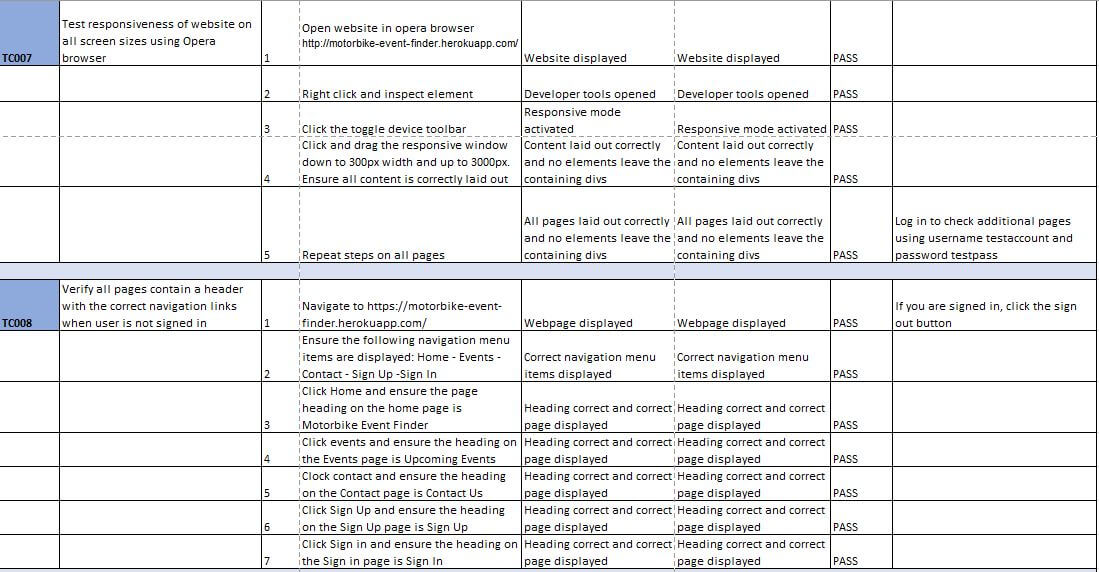 TC007
Test responsiveness of website on
all screen sizes using Opera
browser
1
Open website in opera browser
http://motorbike-event-finder.herokuapp.com/
Website displayed
Website displayed
PASS
2
Right click and inspect element
Developer tools opened
Developer tools opened
PASS
3
Click the toggle device toolbar
Responsive mode
activated
Responsive mode activated
PASS
4
Click and drag the responsive window
down to 300px width and up to 3000px.
Ensure all content is correctly laid out
Content laid out correctly
and no elements leave the
containing divs
Content laid out correctly
and no elements leave the
containing divs
PASS
5
Repeat steps on all pages
All pages laid out correctly
and no elements leave the
containing divs
All pages laid out correctly
and no elements leave the
containing divs
PASS
Log in to check additional pages
using username testaccount and
password testpass
TC008
Verify all pages contain a header
with the correct navigation links
when user is not signed in
1
Navigate to https://motorbike-event-
finder.herokuapp.com/
Webpage displayed
Webpage displayed
PASS
If you are signed in, click the sign
out button
2
Ensure the following navigation menu
items are displayed: Home - Events -
Contact - Sign Up -Sign In
Correct navigation menu
items displayed
Correct navigation menu
items displayed
PASS
3
Click Home and ensure the page
heading on the home page is
Motorbike Event Finder
Heading correct and correct
page displayed
Heading correct and correct
page displayed
PASS
4
Click events and ensure the heading on
the Events page is Upcoming Events
Heading correct and correct
page displayed
Heading correct and correct
page displayed
PASS
5
Clock contact and ensure the heading
on the Contact page is Contact Us
Heading correct and correct
page displayed
Heading correct and correct
page displayed
PASS
6
Click Sign Up and ensure the heading
on the Sign Up page is Sign Up
Heading correct and correct
page displayed
Heading correct and correct
page displayed
PASS
7
Click Sign in and ensure the heading on
the Sign in page is Sign In
Heading correct and correct
page displayed
Heading correct and correct
page displayed
PASS